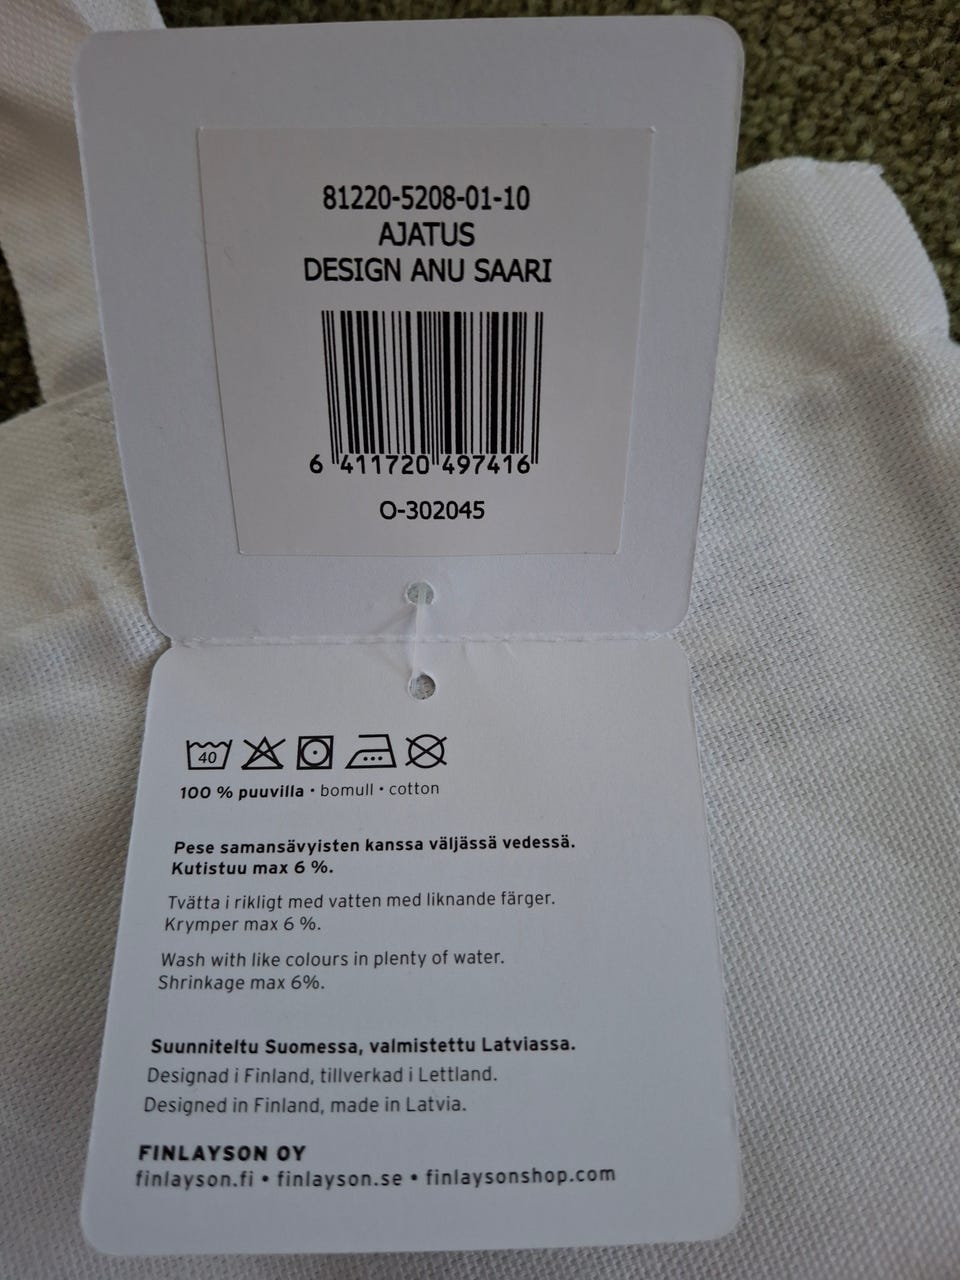 81220-5208-01-10
AJATUS
DESIGN ANU SAARI
6 411720 497416
O-302045
40
100 % puuvilla • bomull • cotton
Pese samansävyisten kanssa väljässä vedessä.
Kutistuu max 6 %.
Tvätta i rikligt med vatten med liknande färger.
Krymper max 6 %.
Wash with like colours in plenty of water.
Shrinkage max 6%.
Suunniteltu Suomessa, valmistettu Latviassa.
Designad i Finland, tillverkad i Lettland.
Designed in Finland, made in Latvia.
FINLAYSON OY
finlayson.fi • finlayson.se • finlaysonshop.com